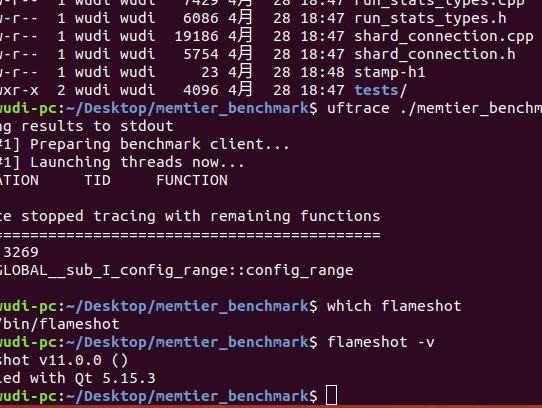 w-r-- 1 wudi wudi 7429 4月 28 18:47 run_stats_types.cpp
w-r-- 1 wudi wudi 6086 4月 28 18:47 run_stats_types.h
w-r-- 1 wudi wudi 19186 4月 28 18:47 shard_connection.cpp
w-r-- 1 wudi wudi 5754 4月 28 18:47 shard_connection.h
w-r-- 1 wudi wudi 23 4月 28 18:48 stamp-h1
wxr-x 2 wudi wudi 4096 4月 28 18:47 tests/
wudi-pc:~/Desktop/memtier_benchmark$ uftrace ./memtier_benchm
ng results to stdout
#1] Preparing benchmark client...
#1] Launching threads now...
ATION TID FUNCTION
ce stopped tracing with remaining functions
============================================
3269
GLOBAL__sub_I_config_range::config_range
wudi-pc:~/Desktop/memtier_benchmark$ which flameshot
/bin/flameshot
wudi-pc:~/Desktop/memtier_benchmark$ flameshot -v
shot v11.0.0 ()
led with Qt 5.15.3
wudi-pc:~/Desktop/memtier_benchmark$